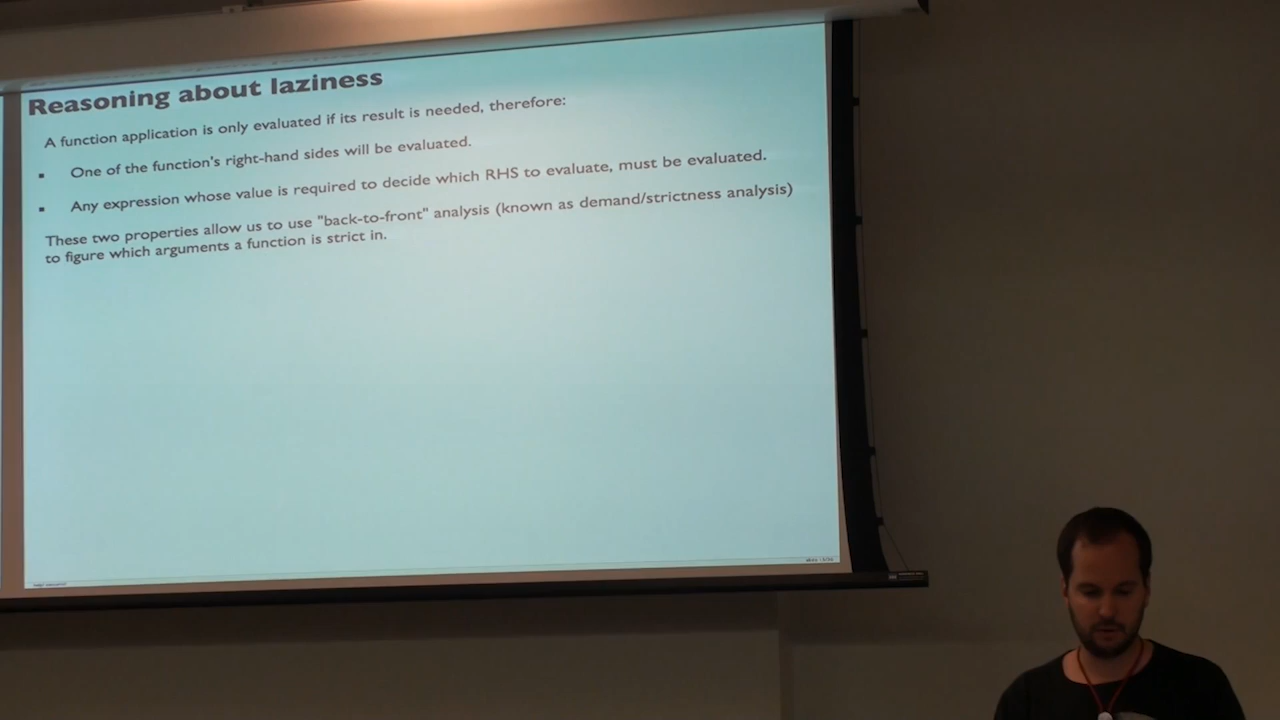 Reasoning about laziness
A function application is only evaluated if its result is needed, therefore:
▪ One of the function's right-hand sides will be evaluated.
▪ Any expression whose value is required to decide which RHS to evaluate, must be evaluated.
These two properties allow us to use "back-to-front" analysis (known as demand/strictness analysis)
to figure which arguments a function is strict in.